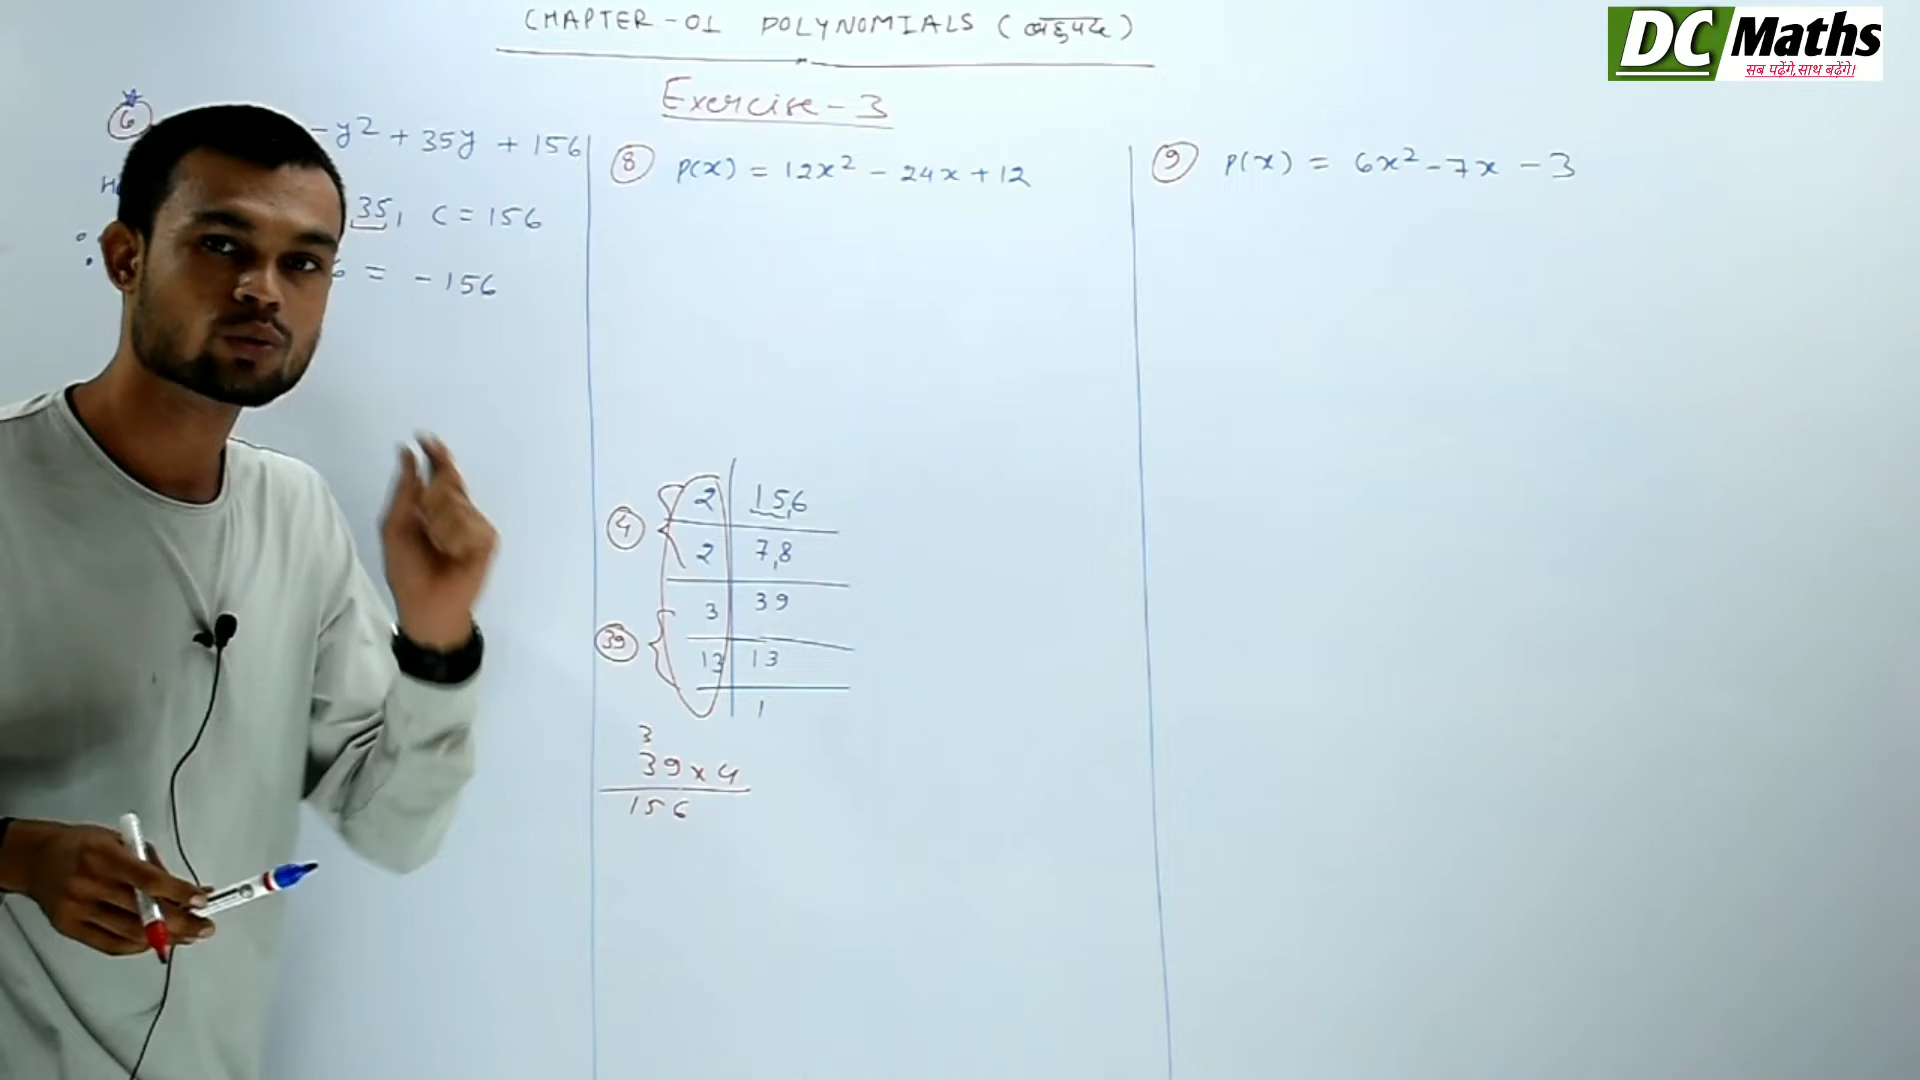 CHAPTER-01 POLYNOMIALS (बहुपद)
Exercise-3
DC Maths
सब पढ़ेंगे, साथ बढ़ेंगे।
6 - y2 + 35y + 156
35, C = 156
= - 156
8 P(x) = 12x² - 24x + 12
2 156
4
2 78
3 39
39
13 13
1
3
39 x 4
156
9 P(x) = 6x² - 7x - 3